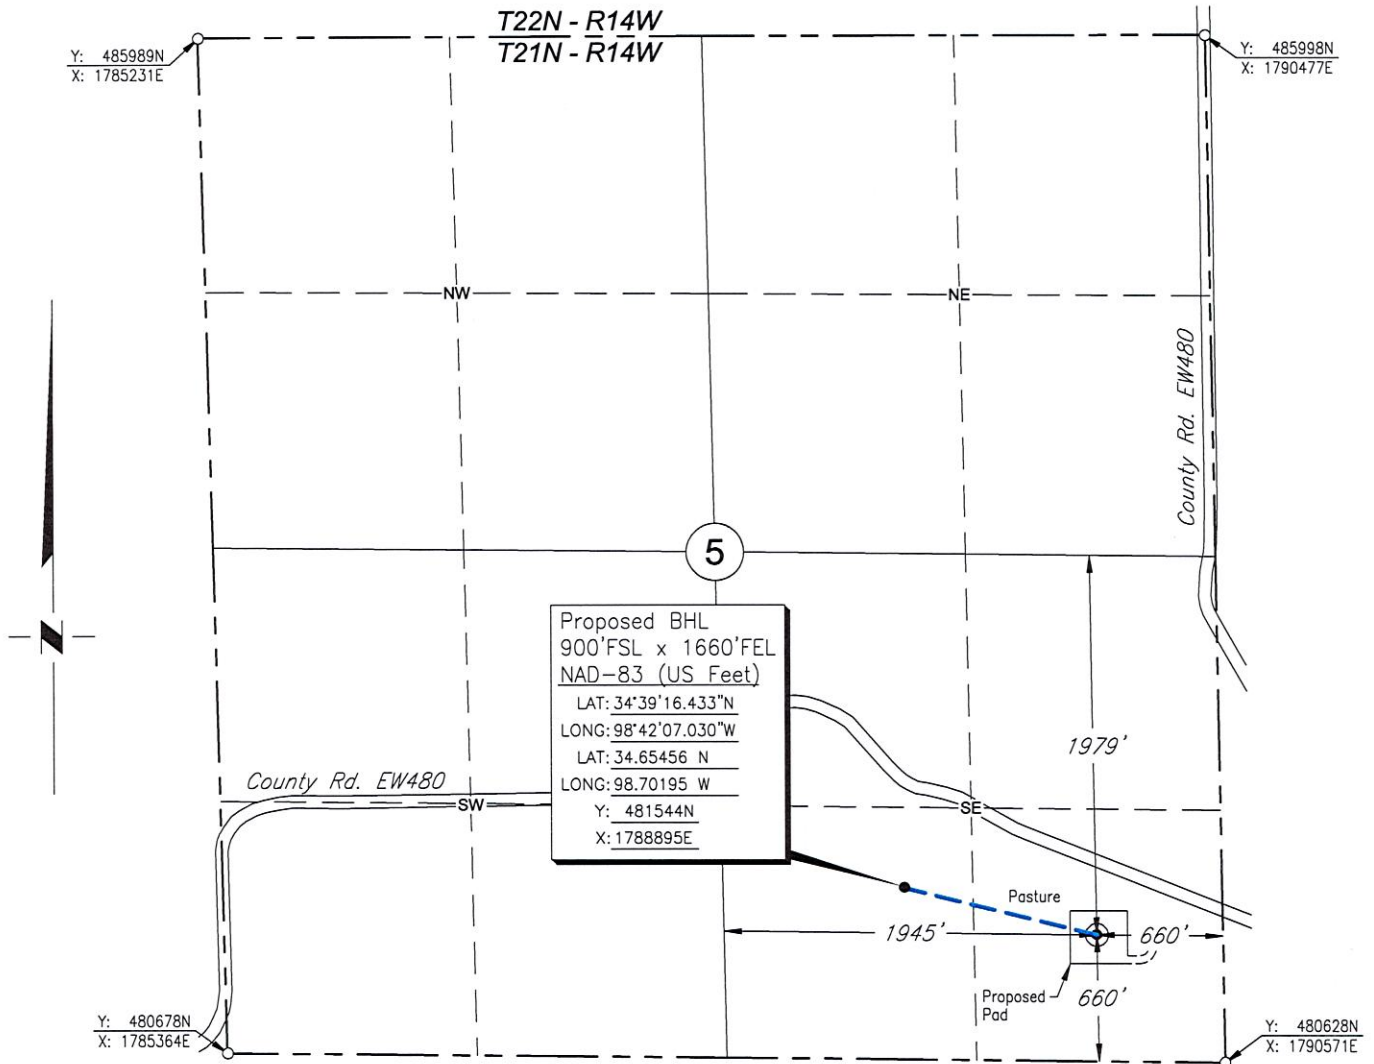 T22N - R14W
T21N - R14W
Y: 485989N
X: 1785231E
Y: 485998N
X: 1790477E
NW
NE
County Rd. EW480
5
N
Proposed BHL
900'FSL x 1660'FEL
NAD-83 (US Feet)
LAT: 34°39'16.433"N
LONG: 98°42'07.030"W
LAT: 34.65456 N
LONG: 98.70195 W
Y: 481544N
X: 1788895E
1979'
County Rd. EW480
SW
SE
Pasture
1945'
660'
Proposed
Pad
660'
Y: 480678N
X: 1785364E
Y: 480628N
X: 1790571E